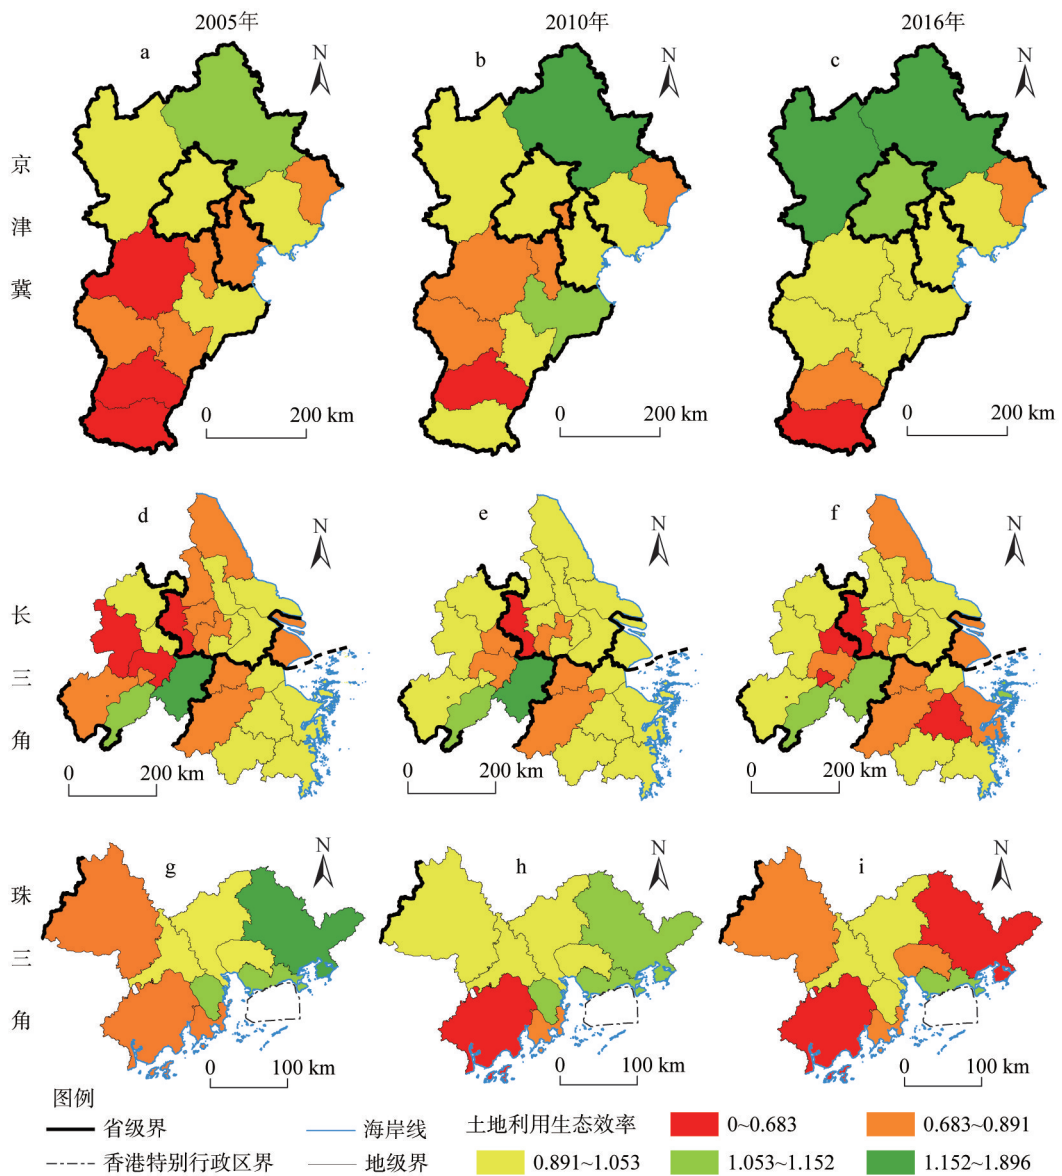 2005年 2010年 2016年
a N b N c N
京
津
冀
0 200 km 0 200 km 0 200 km
d N e N f N
长
三
角
0 200 km 0 200 km 0 200 km
g N h N i N
珠
三
角
0 100 km 0 100 km 0 100 km
图例
省级界 海岸线 土地利用生态效率 0~0.683 0.683~0.891
香港特别行政区界 地级界 0.891~1.053 1.053~1.152 1.152~1.896